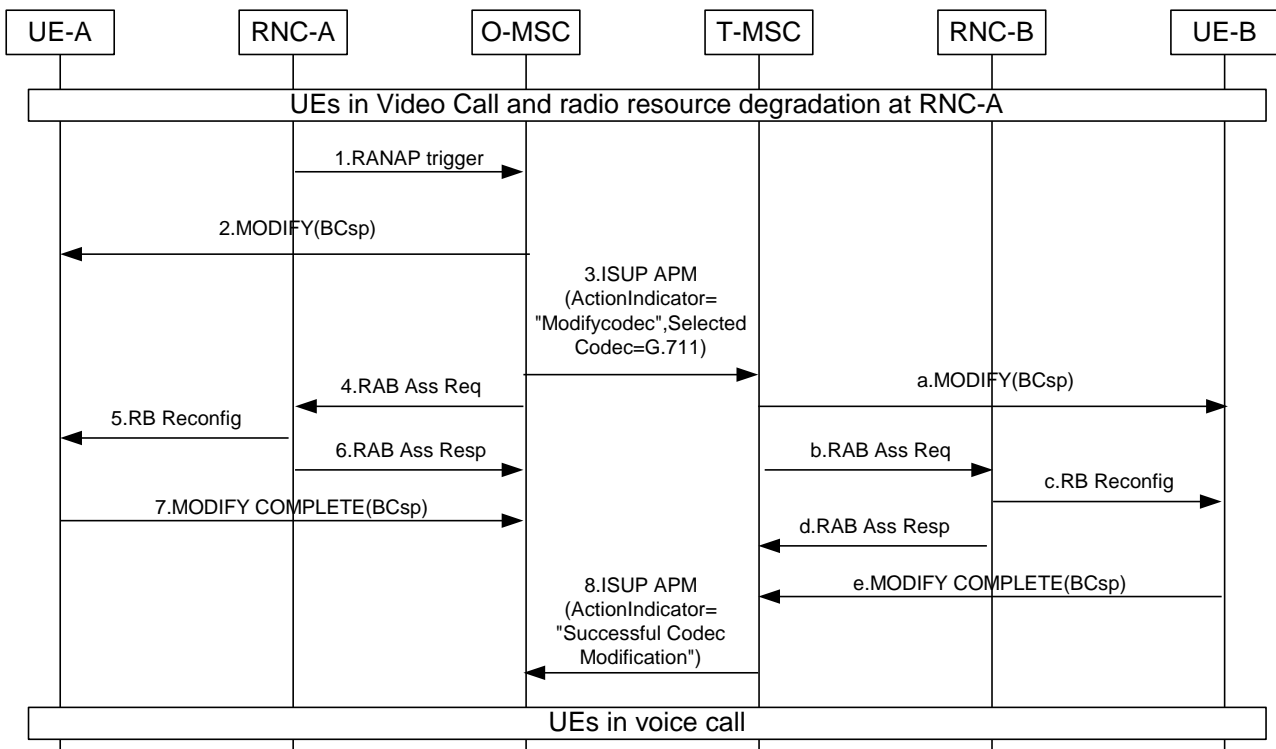 UE-A
RNC-A
O-MSC
T-MSC
RNC-B
UE-B
UEs in Video Call and radio resource degradation at RNC-A
1.RANAP trigger
2.MODIFY(BCsp)
3.ISUP APM
(ActionIndicator=
"Modifycodec",Selected
Codec=G.711)
4.RAB Ass Req
a.MODIFY(BCsp)
5.RB Reconfig
6.RAB Ass Resp
b.RAB Ass Req
c.RB Reconfig
7.MODIFY COMPLETE(BCsp)
d.RAB Ass Resp
e.MODIFY COMPLETE(BCsp)
8.ISUP APM
(ActionIndicator=
"Successful Codec
Modification")
UEs in voice call